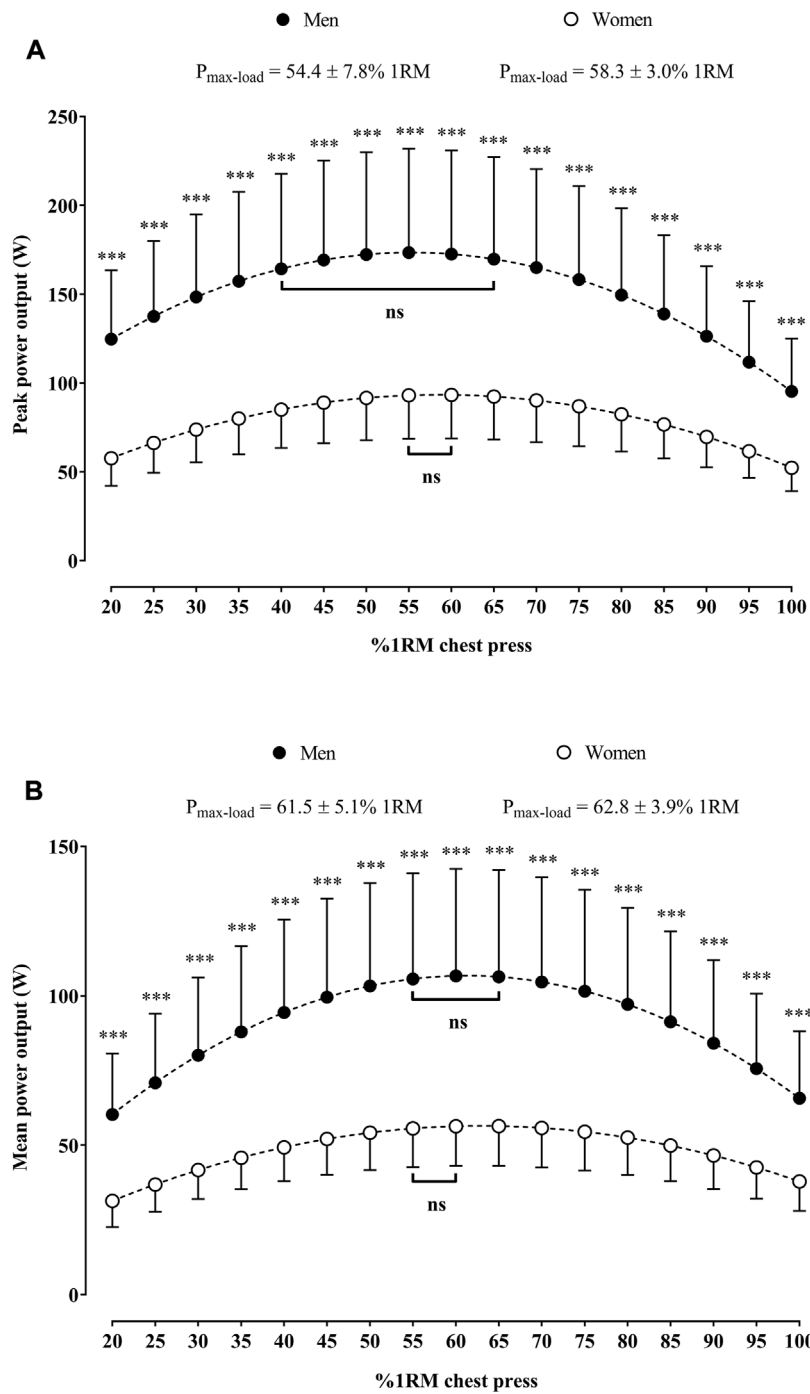 Men Women
A
Pmax-load = 54.4 ± 7.8% 1RM Pmax-load = 58.3 ± 3.0% 1RM
250
*** *** *** *** *** *** *** *** *** *** *** *** *** *** *** *** ***
200
150
100
50
0
ns
ns
Peak power output (W)
20 25 30 35 40 45 50 55 60 65 70 75 80 85 90 95 100
%1RM chest press
Men Women
B
Pmax-load = 61.5 ± 5.1% 1RM Pmax-load = 62.8 ± 3.9% 1RM
150
*** *** *** *** *** *** *** *** *** *** *** *** *** *** *** *** ***
100
50
0
ns
ns
Mean power output (W)
20 25 30 35 40 45 50 55 60 65 70 75 80 85 90 95 100
%1RM chest press